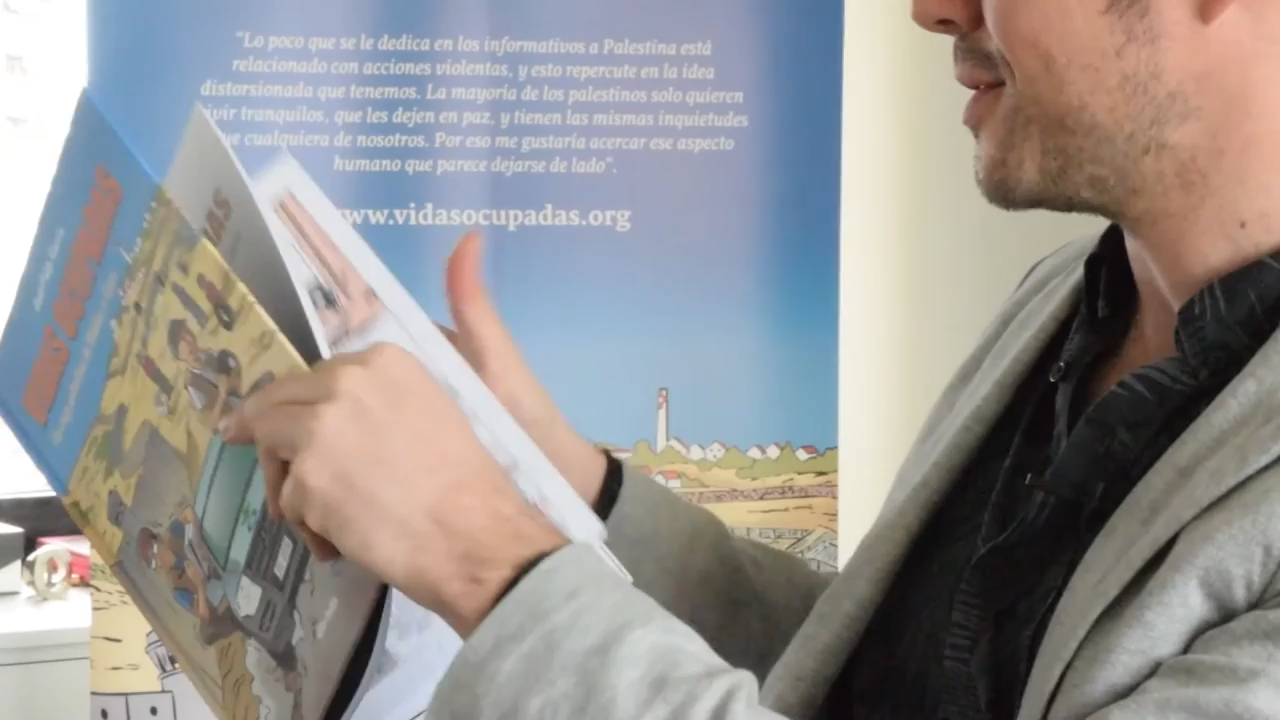 "Lo poco que se le dedica en los informativos a Palestina está
relacionado con acciones violentas, y esto repercute en la idea
distorsionada que tenemos. La mayoría de los palestinos solo quieren
vivir tranquilos, que les dejen en paz, y tienen las mismas inquietudes
cualquiera de nosotros. Por eso me gustaría acercar ese aspecto
humano que parece dejarse de lado".
www.vidasocupadas.org